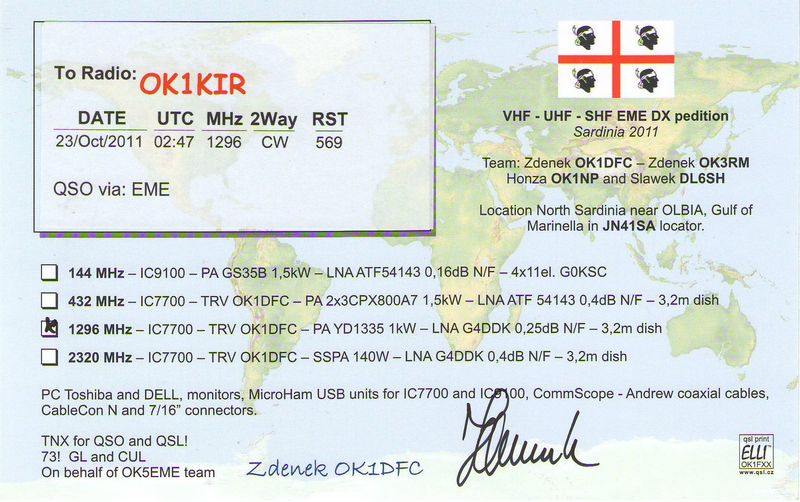 To Radio: OK1KIR
DATE UTC MHz 2Way RST
23/Oct/2011 02:47 1296 CW 569
QSO via: EME
VHF - UHF - SHF EME DX pedition
Sardinia 2011
Team: Zdenek OK1DFC – Zdenek OK3RM
Honza OK1NP and Slawek DL6SH
Location North Sardinia near OLBIA, Gulf of
Marinella in JN41SA locator.
144 MHz – IC9100 – PA GS35B 1,5kW – LNA ATF54143 0,16dB N/F – 4x11el. G0KSC
432 MHz – IC7700 – TRV OK1DFC – PA 2x3CPX800A7 1,5kW – LNA ATF 54143 0,4dB N/F – 3,2m dish
1296 MHz – IC7700 – TRV OK1DFC – PA YD1335 1kW – LNA G4DDK 0,25dB N/F – 3,2m dish
2320 MHz – IC7700 – TRV OK1DFC – SSPA 140W – LNA G4DDK 0,4dB N/F – 3,2m dish
PC Toshiba and DELL, monitors, MicroHam USB units for IC7700 and IC9100, CommScope - Andrew coaxial cables,
CableCon N and 7/16” connectors.
TNX for QSO and QSL!
73! GL and CUL
On behalf of OK5EME team
Zdenek OK1DFC
qsl print
ELLI
OK1FXX
www.qsl.cz